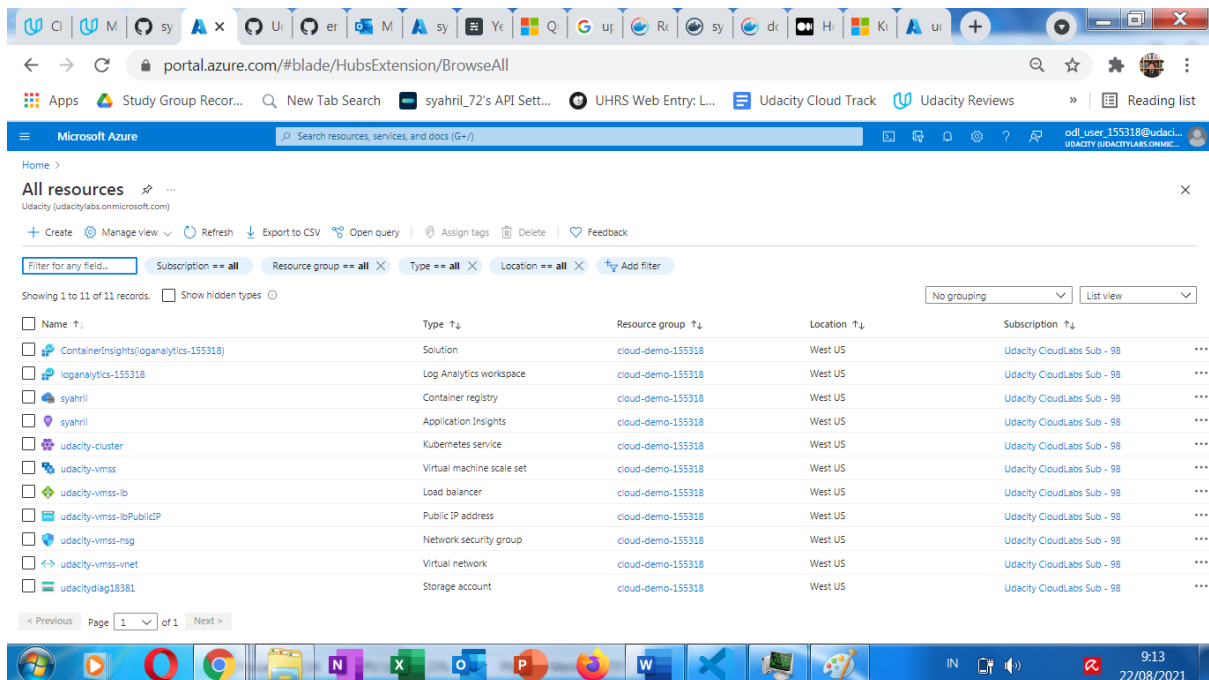 Cl M sy Uc er M sy Ye Q up Re sy do He Ku uc
portal.azure.com/#blade/HubsExtension/BrowseAll
Apps Study Group Recor... New Tab Search syahril_72's API Sett... UHRS Web Entry: L... Udacity Cloud Track Udacity Reviews » Reading list
Microsoft Azure Search resources, services, and docs (G+/) odl_user_155318@udaci...
UDACITY (UDACITYLABS.ONMIC...
Home >
All resources ...
Udacity (udacitylabs.onmicrosoft.com)
Create Manage view Refresh Export to CSV Open query Assign tags Delete Feedback
Filter for any field... Subscription == all Resource group == all Type == all Location == all Add filter
Showing 1 to 11 of 11 records. Show hidden types No grouping List view
Name Type Resource group Location Subscription
ContainerInsights(loganalytics-155318) Solution cloud-demo-155318 West US Udacity CloudLabs Sub - 98 ...
loganalytics-155318 Log Analytics workspace cloud-demo-155318 West US Udacity CloudLabs Sub - 98 ...
syahril Container registry cloud-demo-155318 West US Udacity CloudLabs Sub - 98 ...
syahril Application Insights cloud-demo-155318 West US Udacity CloudLabs Sub - 98 ...
udacity-cluster Kubernetes service cloud-demo-155318 West US Udacity CloudLabs Sub - 98 ...
udacity-vmss Virtual machine scale set cloud-demo-155318 West US Udacity CloudLabs Sub - 98 ...
udacity-vmss-lb Load balancer cloud-demo-155318 West US Udacity CloudLabs Sub - 98 ...
udacity-vmss-lbPublicIP Public IP address cloud-demo-155318 West US Udacity CloudLabs Sub - 98 ...
udacity-vmss-nsg Network security group cloud-demo-155318 West US Udacity CloudLabs Sub - 98 ...
udacity-vmss-vnet Virtual network cloud-demo-155318 West US Udacity CloudLabs Sub - 98 ...
udacitydiag18381 Storage account cloud-demo-155318 West US Udacity CloudLabs Sub - 98 ...
< Previous Page 1 of 1 Next >
IN 9:13
22/08/2021